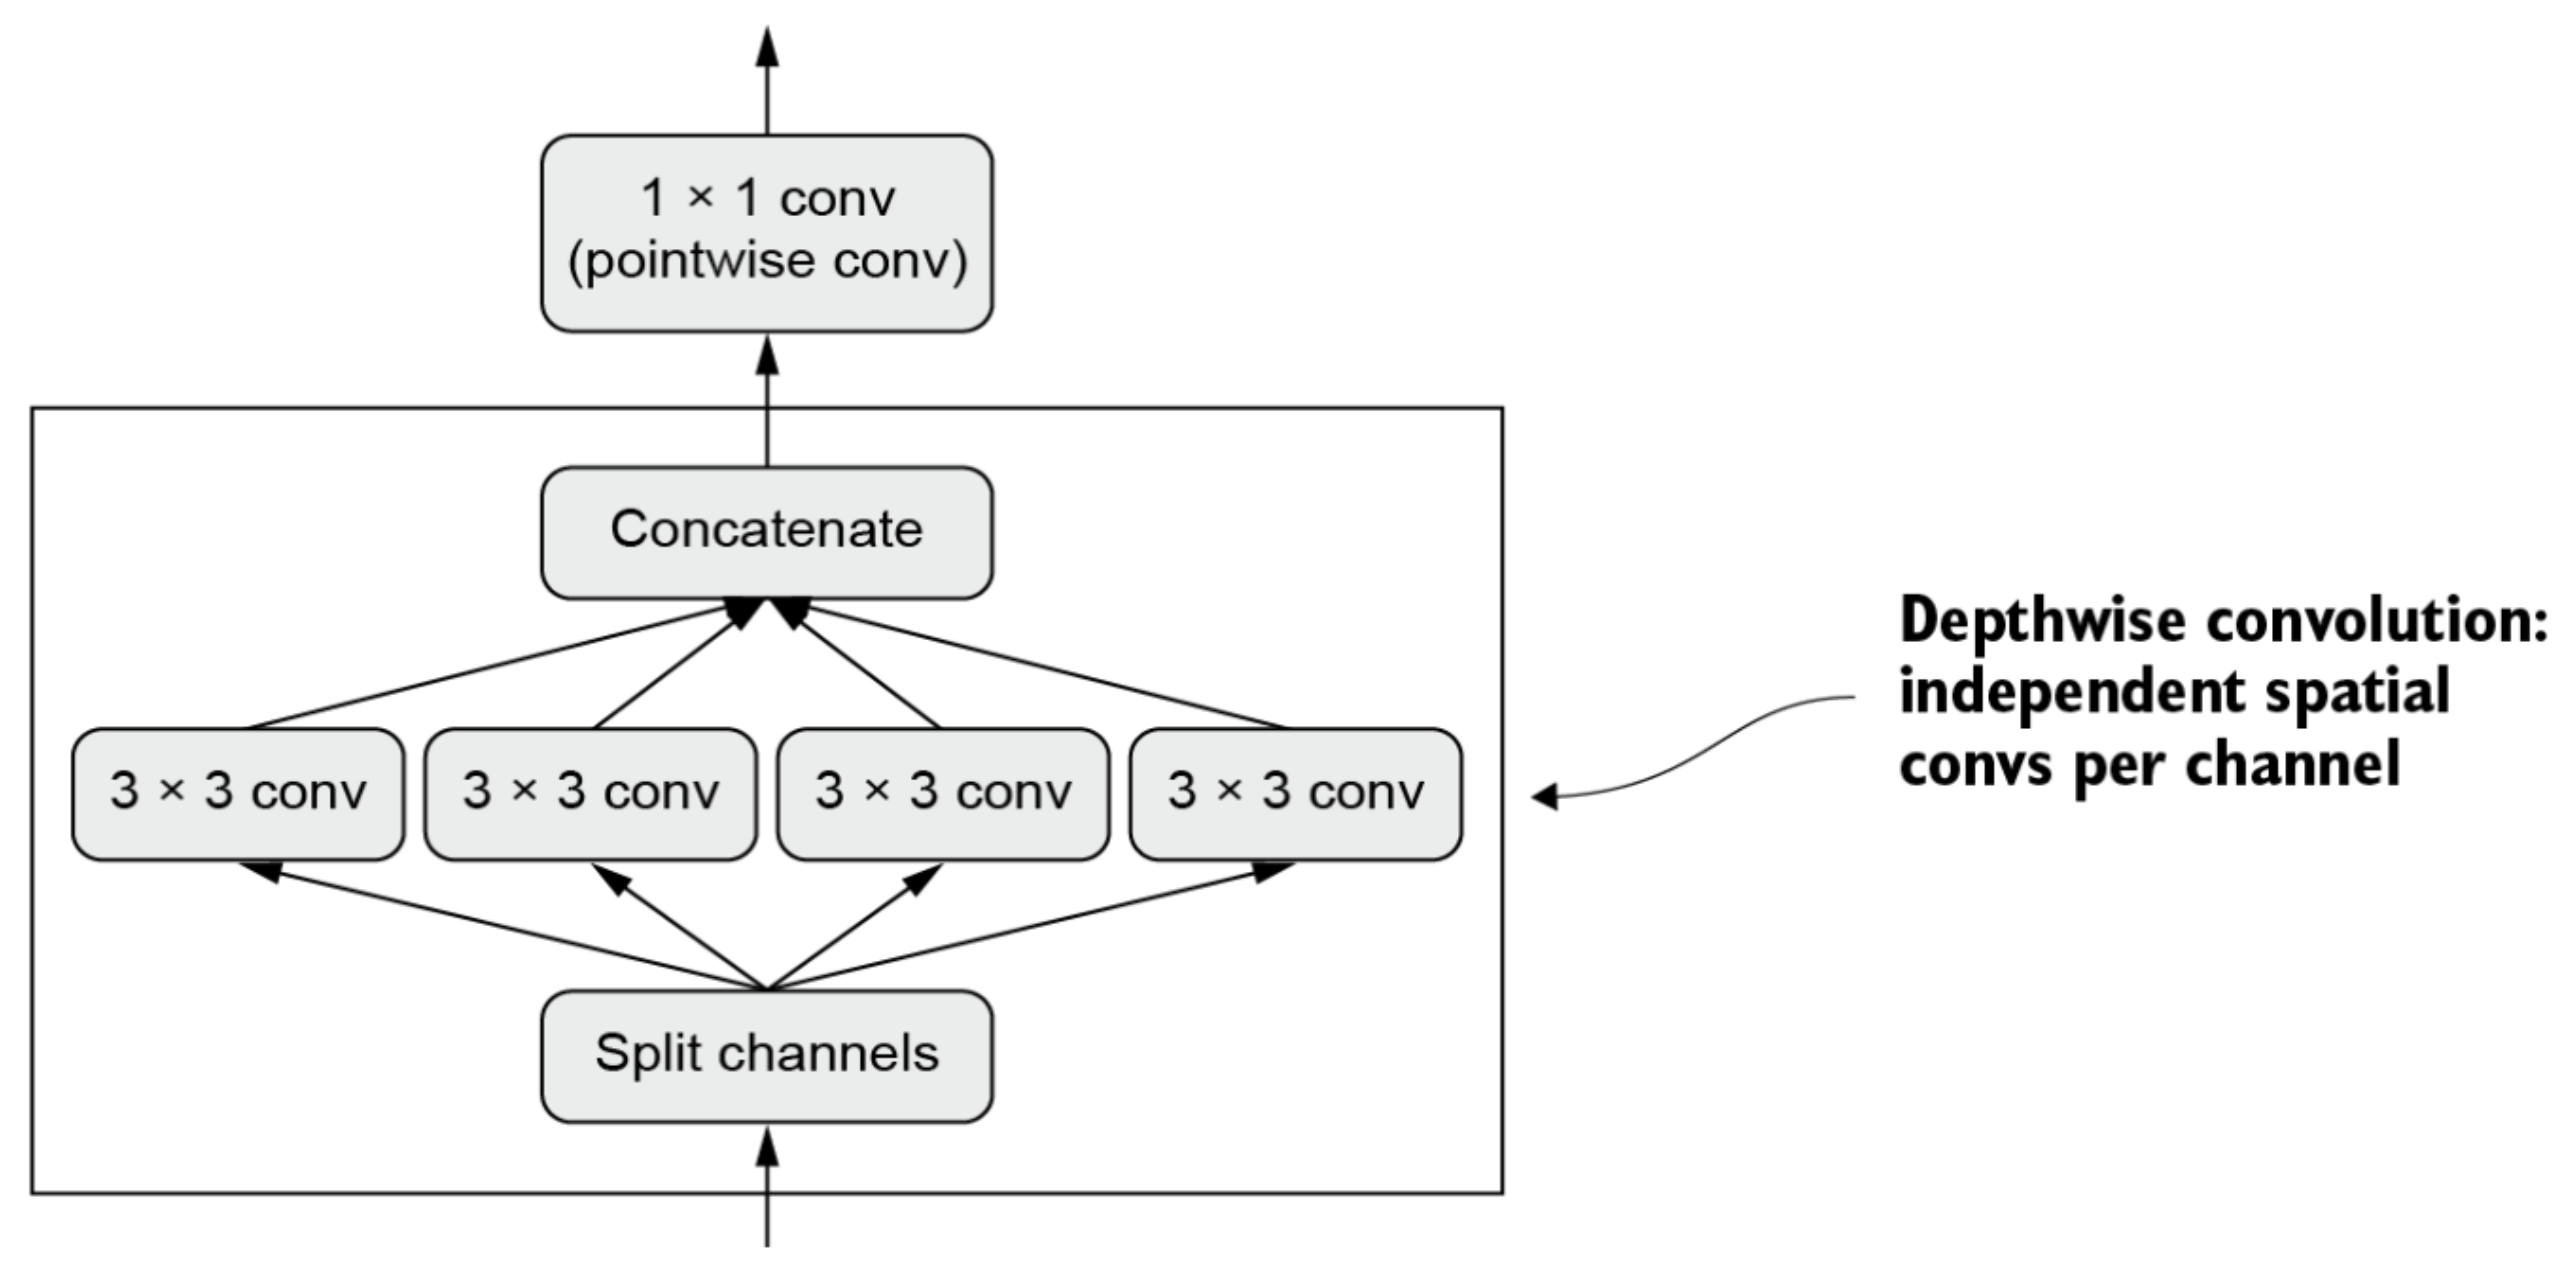 1 × 1 conv
(pointwise conv)
Concatenate
3 × 3 conv
3 × 3 conv
3 × 3 conv
3 × 3 conv
Split channels
Depthwise convolution:
independent spatial
convs per channel